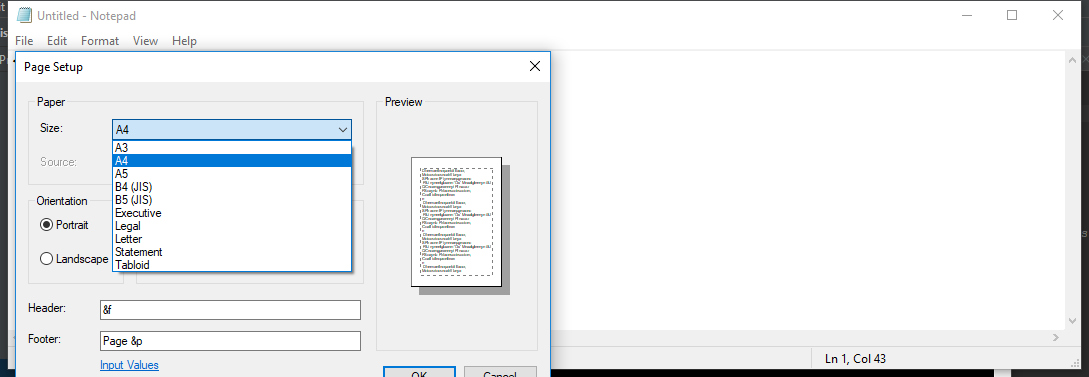 Untitled - Notepad
File Edit Format View Help
Page Setup
Paper
Size: A4
A3
A4
A5
Source:
B4 (JIS)
B5 (JIS)
Executive
Legal
Letter
Statement
Tabloid
Orientation
Portrait
Landscape
Preview
Header: &f
Footer: Page &p
Input Values
OK Cancel
Ln 1, Col 43